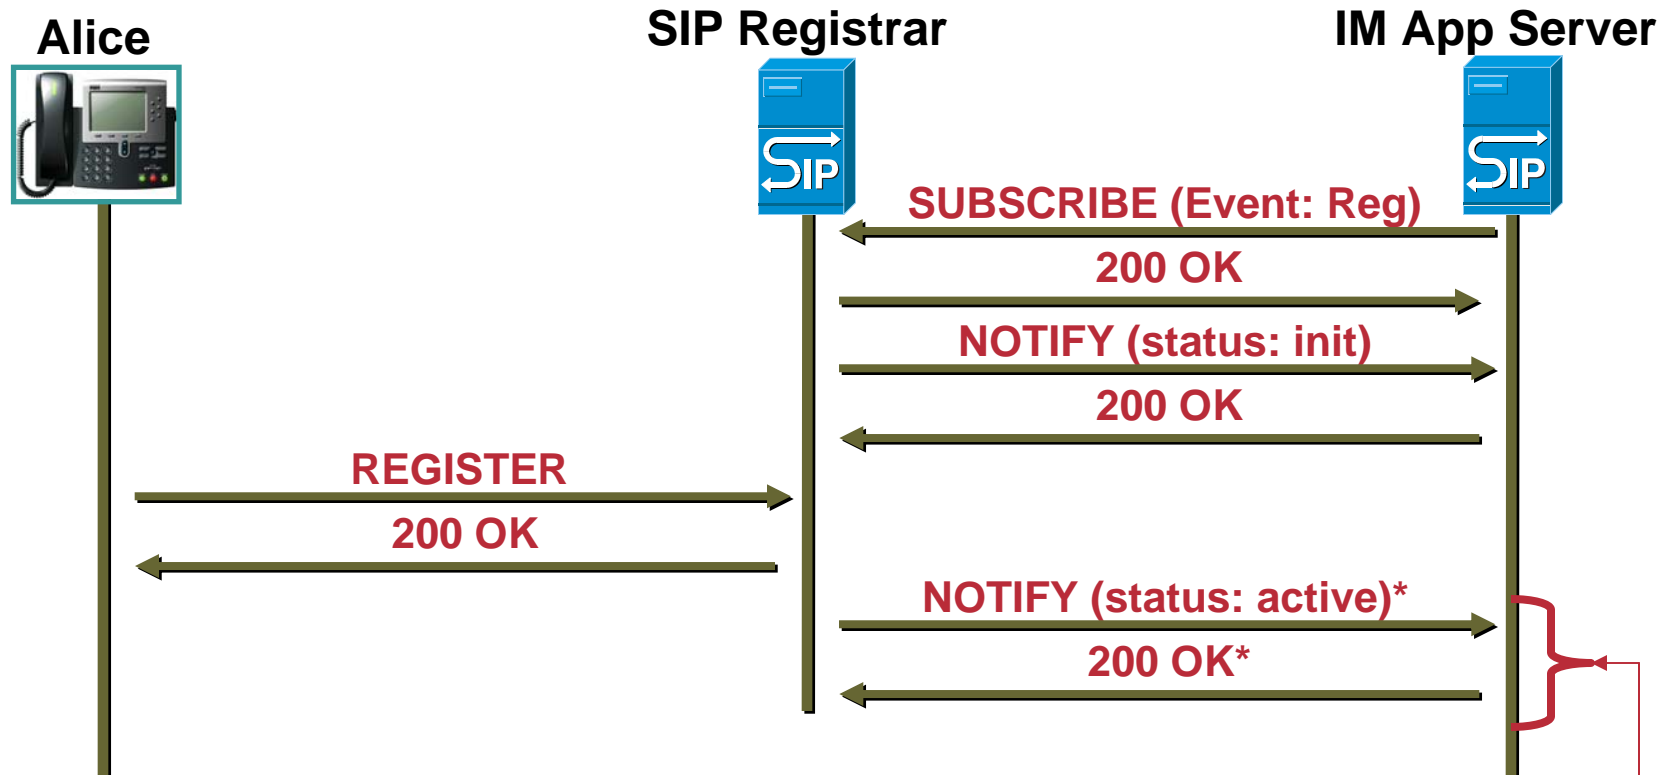 Alice
SIP Registrar
IM App Server
SIP
SIP
SUBSCRIBE (Event: Reg)
200 OK
NOTIFY (status: init)
200 OK
REGISTER
200 OK
NOTIFY (status: active)*
200 OK*